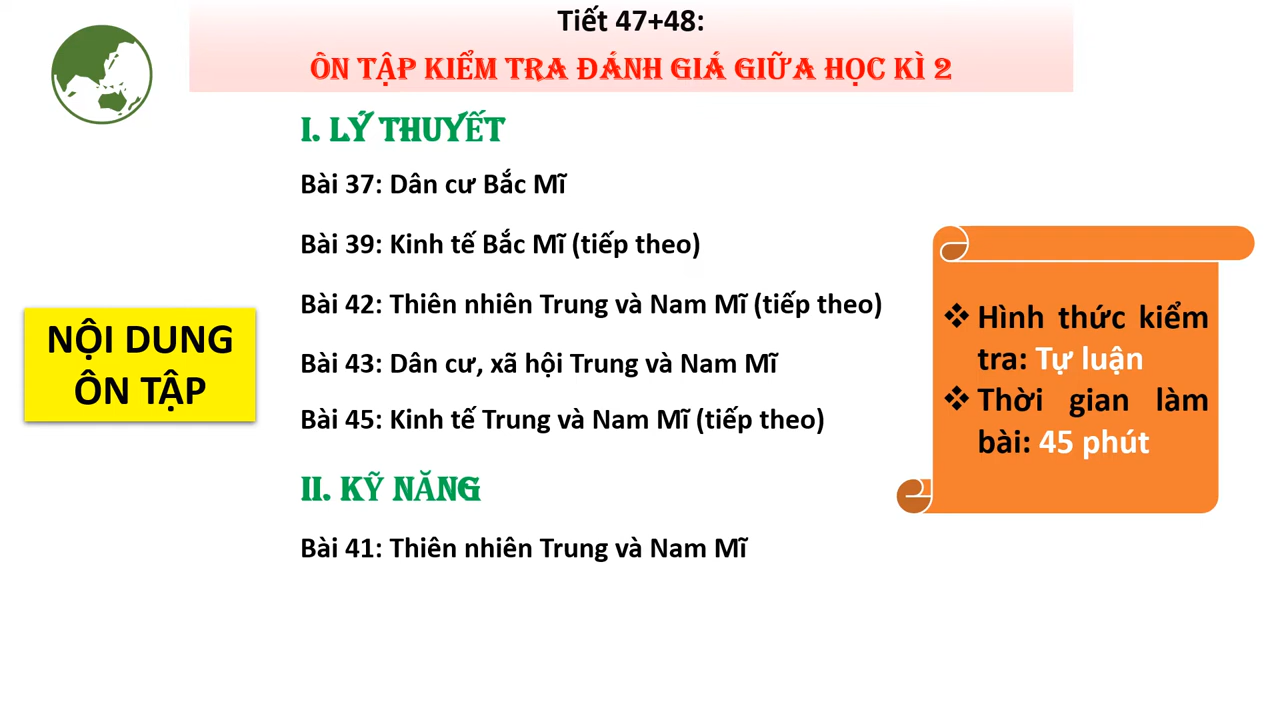 Tiết 47+48:
ÔN TẬP KIỂM TRA ĐÁNH GIÁ GIỮA HỌC KÌ 2
I. LÝ THUYẾT
Bài 37: Dân cư Bắc Mĩ
Bài 39: Kinh tế Bắc Mĩ (tiếp theo)
Bài 42: Thiên nhiên Trung và Nam Mĩ (tiếp theo)
Bài 43: Dân cư, xã hội Trung và Nam Mĩ
Bài 45: Kinh tế Trung và Nam Mĩ (tiếp theo)
II. KỸ NĂNG
Bài 41: Thiên nhiên Trung và Nam Mĩ
NỘI DUNG
ÔN TẬP
❖ Hình thức kiểm
tra: Tự luận
❖ Thời gian làm
bài: 45 phút